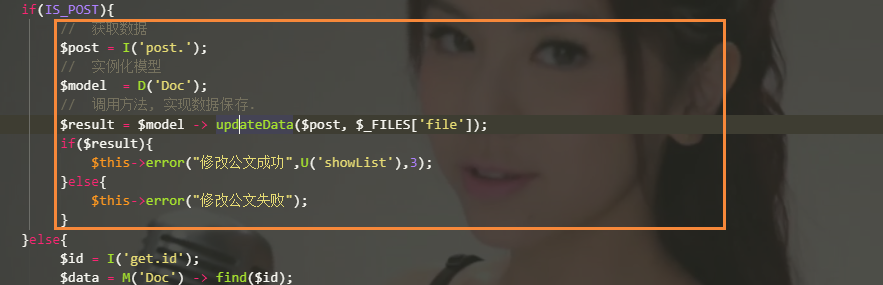 if(IS_POST){
//  获取数据
$post = I('post.');
//  实例化模型
$model  = D('Doc');
//  调用方法, 实现数据保存.
$result = $model -> updateData($post, $_FILES['file']);
if($result){
$this->error("修改公文成功",U('showList'),3);
}else{
$this->error("修改公文失败");
}
}else{
$id = I('get.id');
$data = M('Doc') -> find($id);